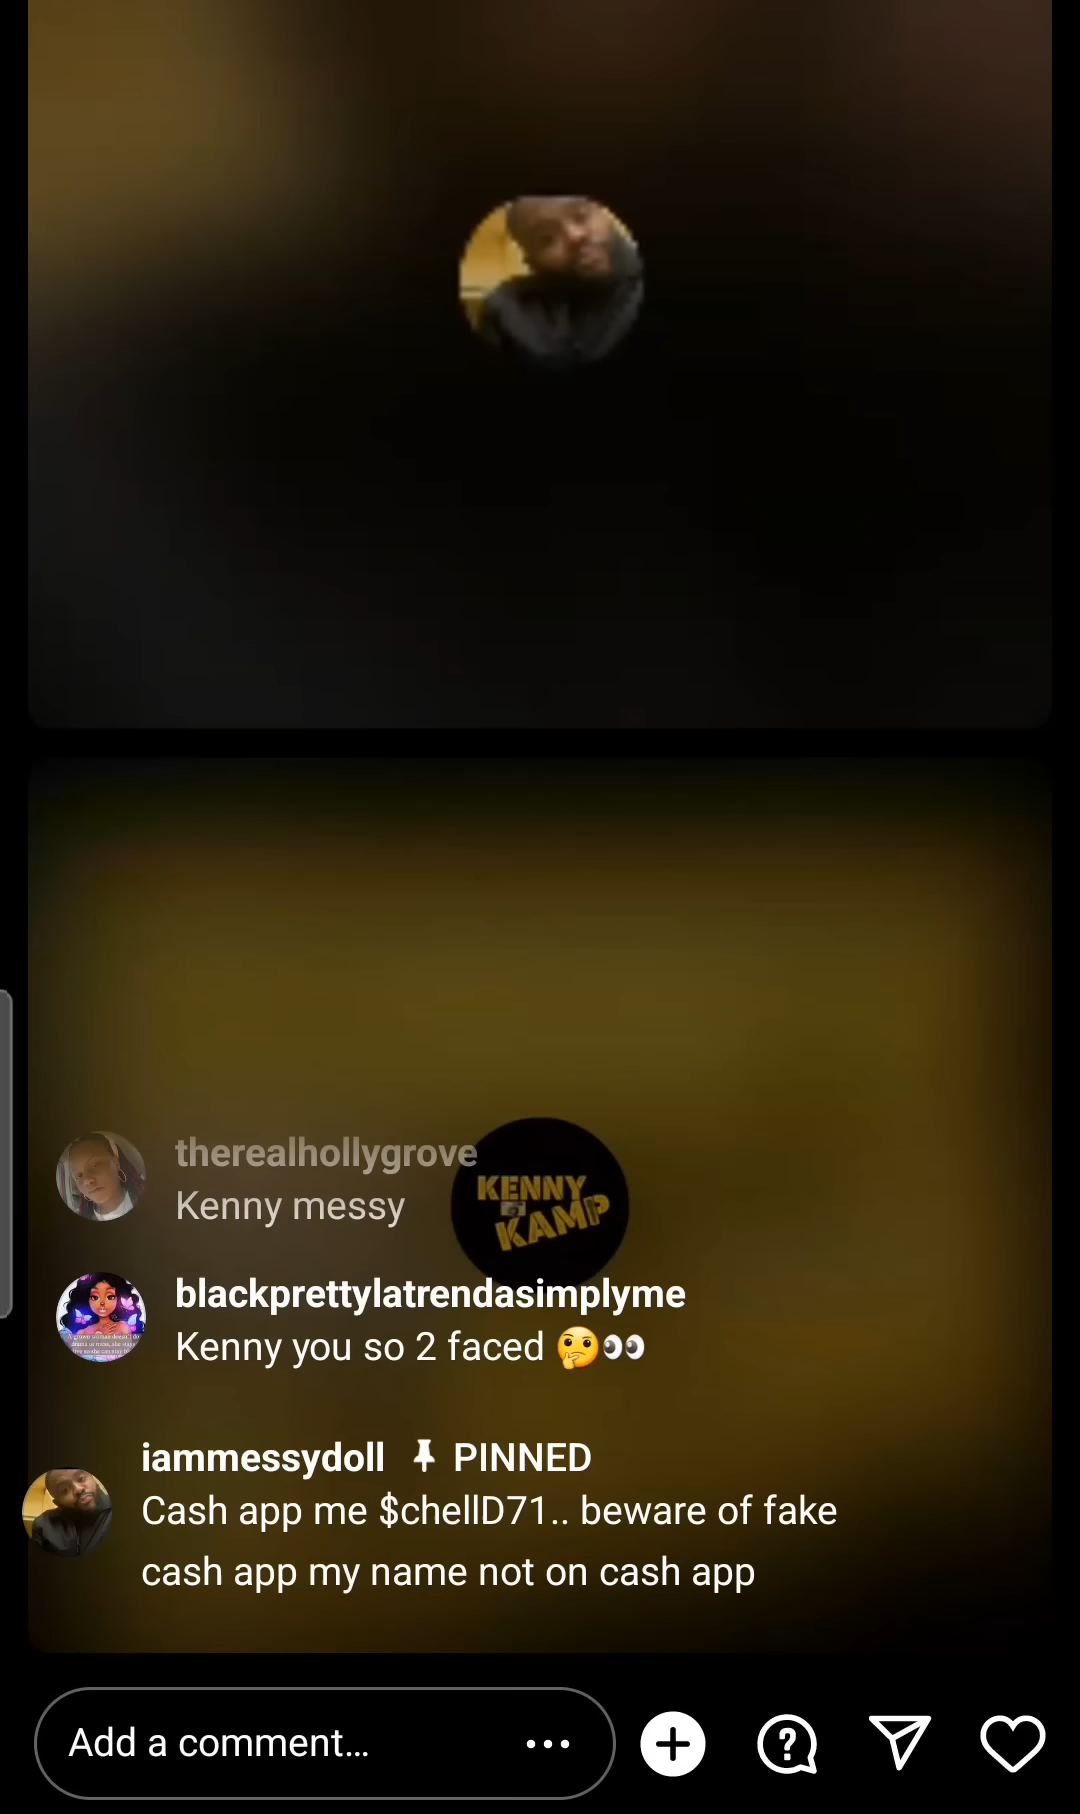 therealhollygrove
Kenny messy
KENNY
KAMP
blackprettylatrendasimplyme
Kenny you so 2 faced 🤔👀
iammessydoll 📌 PINNED
Cash app me $chellD71.. beware of fake
cash app my name not on cash app
Add a comment…